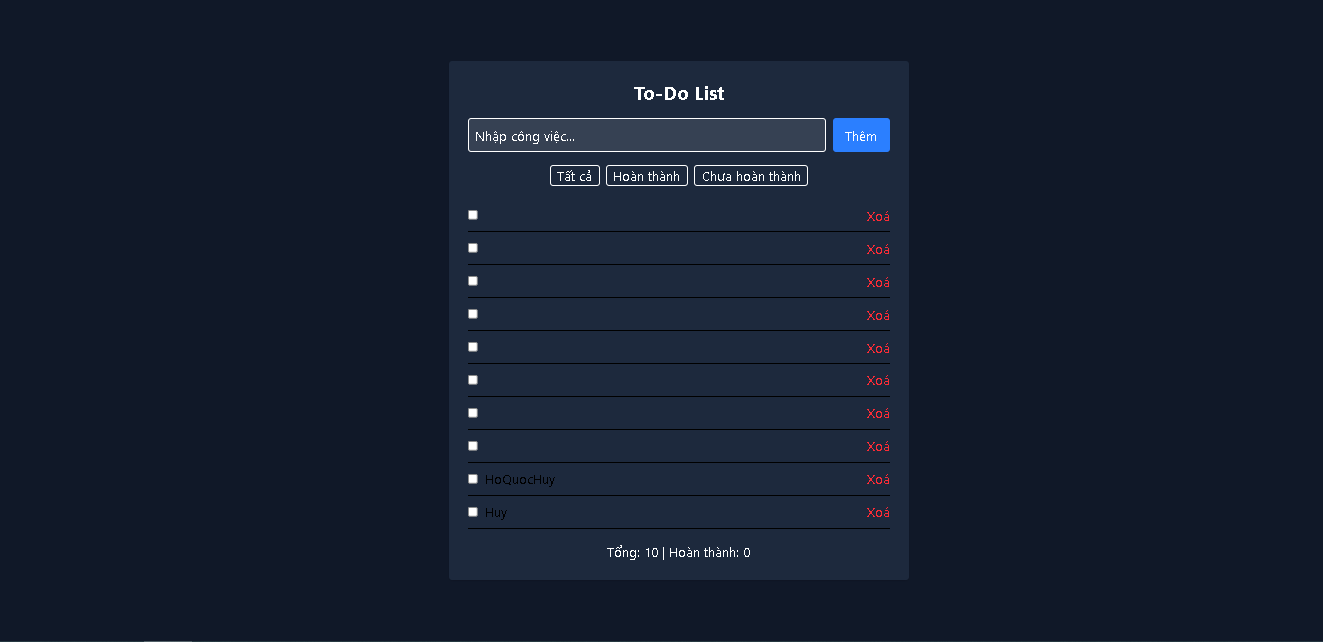 To-Do List
Nhập công việc... Thêm
Tất cả Hoàn thành Chưa hoàn thành
Xoá
Xoá
Xoá
Xoá
Xoá
Xoá
Xoá
Xoá
HoQuocHuy Xoá
Huy Xoá
Tổng: 10 | Hoàn thành: 0